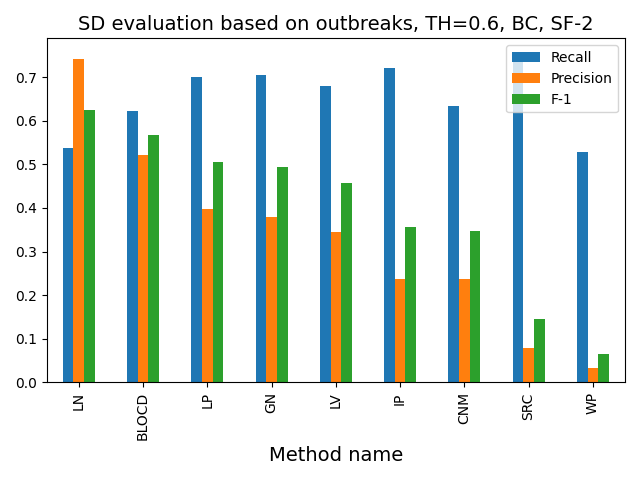 SD evaluation based on outbreaks, TH=0.6, BC, SF-2
Recall
Precision
F-1
0.7
0.6
0.5
0.4
0.3
0.2
0.1
0.0
LN
BLOCD
LP
GN
LV
IP
CNM
SRC
WP
Method name